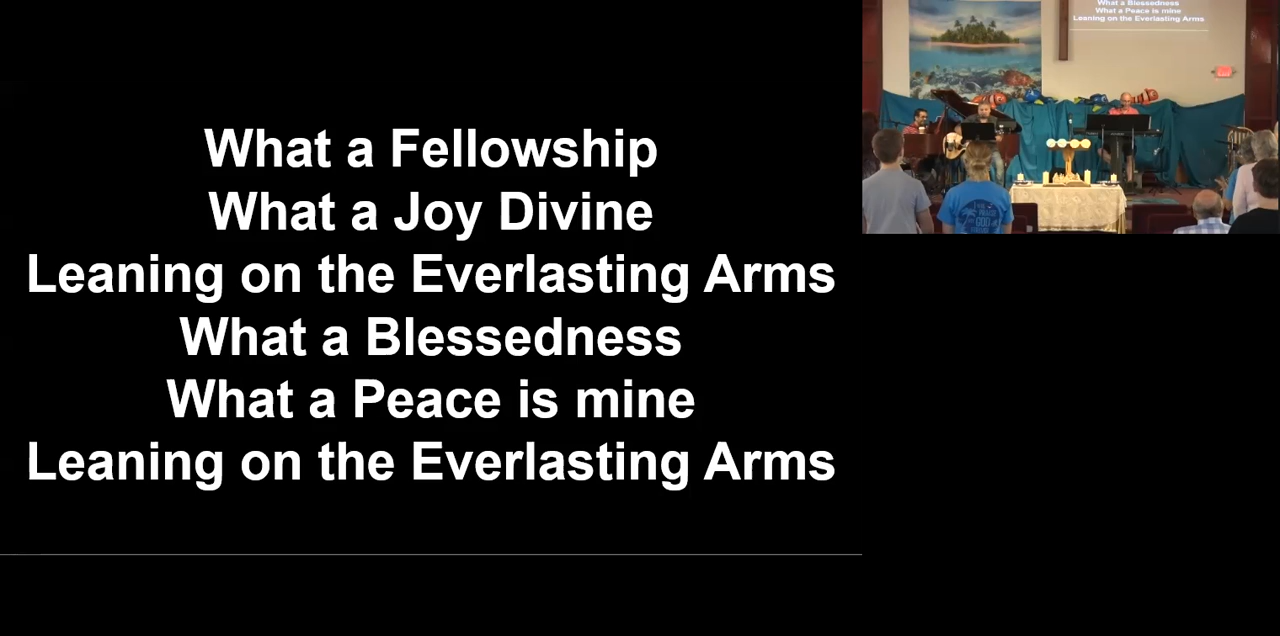 What a Fellowship
What a Joy Divine
Leaning on the Everlasting Arms
What a Blessedness
What a Peace is mine
Leaning on the Everlasting Arms
What a Blessedness
What a Peace is mine
Leaning on the Everlasting Arms
GOD